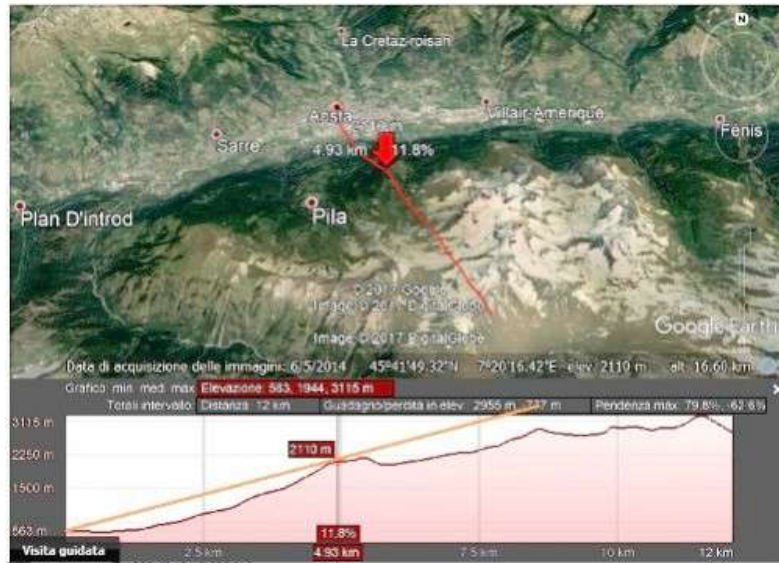 N
La Cretaz-roisan
Aosta
Villair-Amerique
Fénis
4.93 km
11.8%
Sarre
Plan D'introd
Pila
© 2017 Google
Image © 2017 DigitalGlobe
Image © 2017 DigitalGlobe
Google Earth
Data di acquisizione delle immagini: 6/5/2014 45°41'49.32"N 7°20'16.42"E elev 2110 m alt 16.60 km
Grafico min. med. max Elevazione: 563, 1944, 3115 m
Totali intervallo: Distanza: 12 km Guadagno/perdita in elev: 2955 m, Pendenza max: 79.8%, -62.6%
3115 m
2250 m
1500 m
563 m
2110 m
11.8%
4.93 km
Visita guidata
2.5 km
7.5 km
10 km
12 km